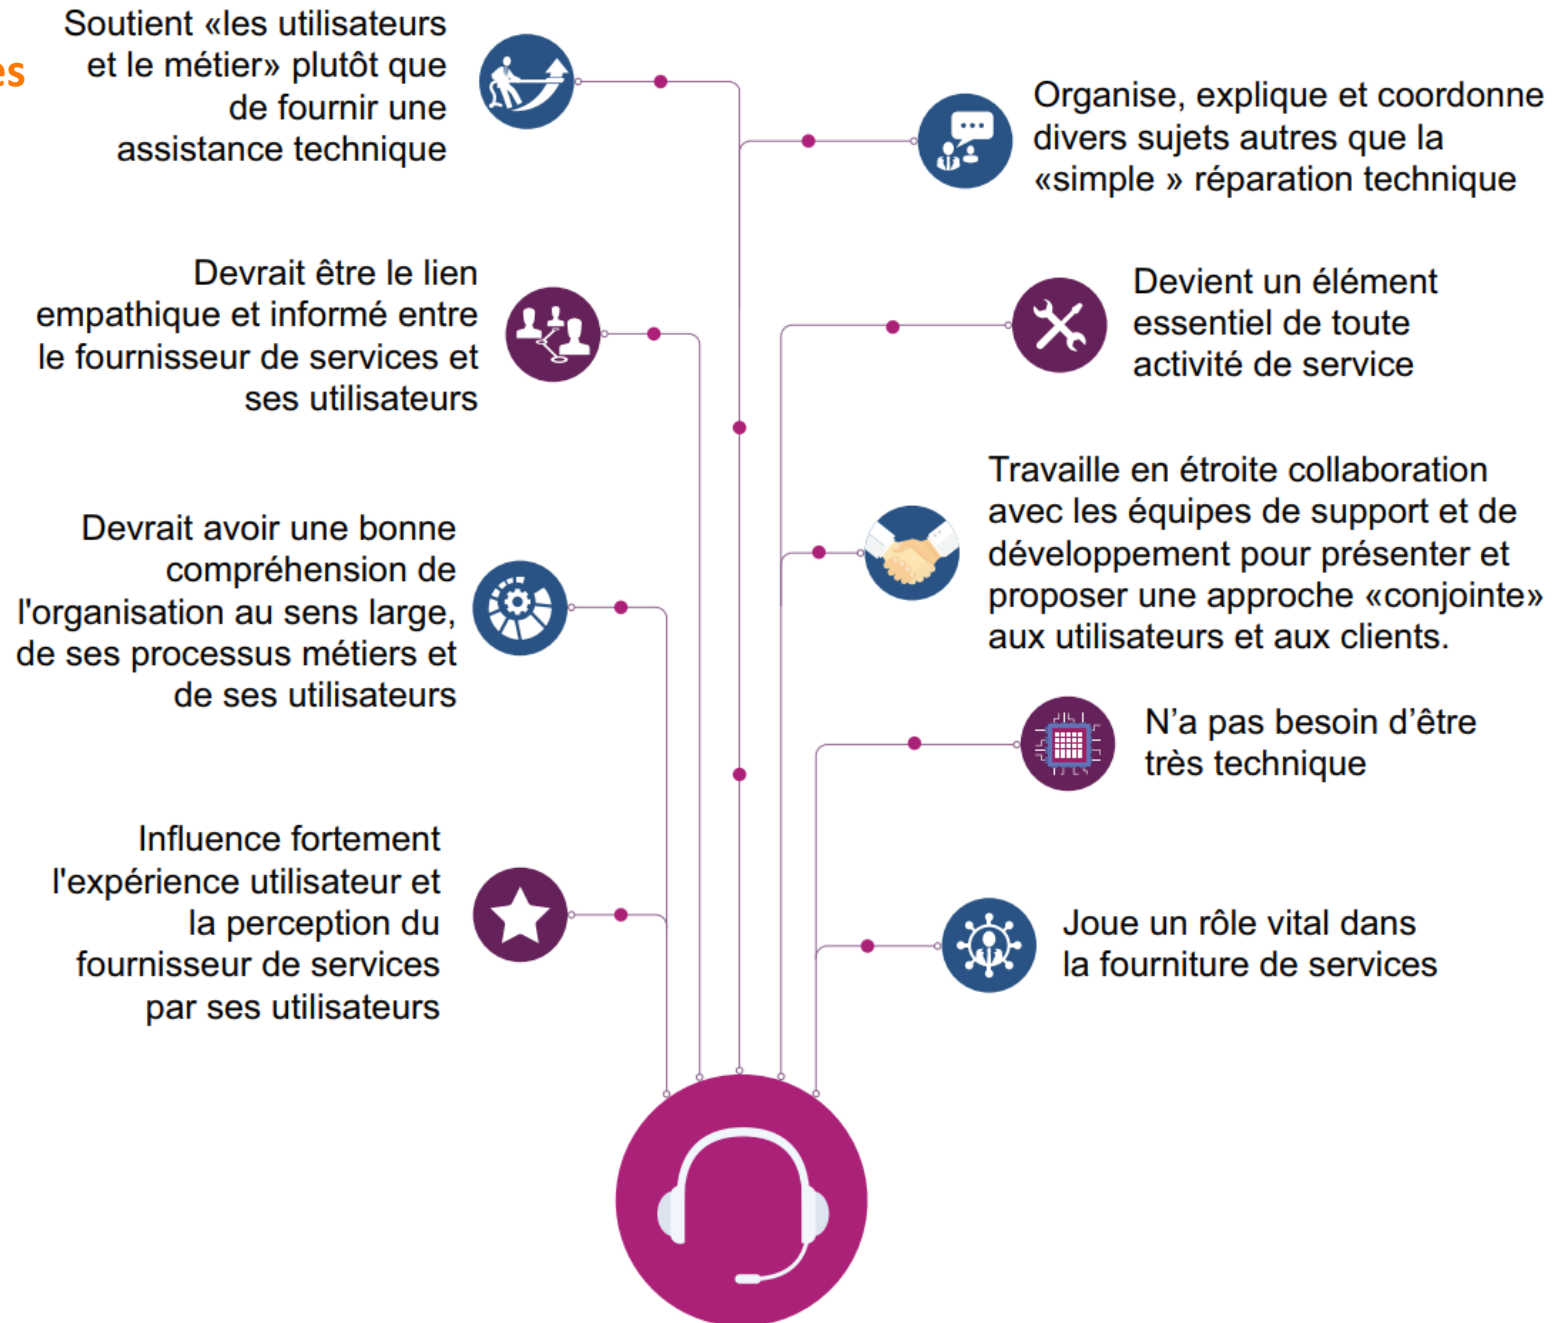 Soutient «les utilisateurs
et le métier» plutôt que
de fournir une
assistance technique
es
Organise, explique et coordonne
divers sujets autres que la
«simple » réparation technique
Devrait être le lien
empathique et informé entre
le fournisseur de services et
ses utilisateurs
Devient un élément
essentiel de toute
activité de service
Devrait avoir une bonne
compréhension de
l'organisation au sens large,
de ses processus métiers et
de ses utilisateurs
Travaille en étroite collaboration
avec les équipes de support et de
développement pour présenter et
proposer une approche «conjointe»
aux utilisateurs et aux clients.
N’a pas besoin d’être
très technique
Influence fortement
l'expérience utilisateur et
la perception du
fournisseur de services
par ses utilisateurs
Joue un rôle vital dans
la fourniture de services